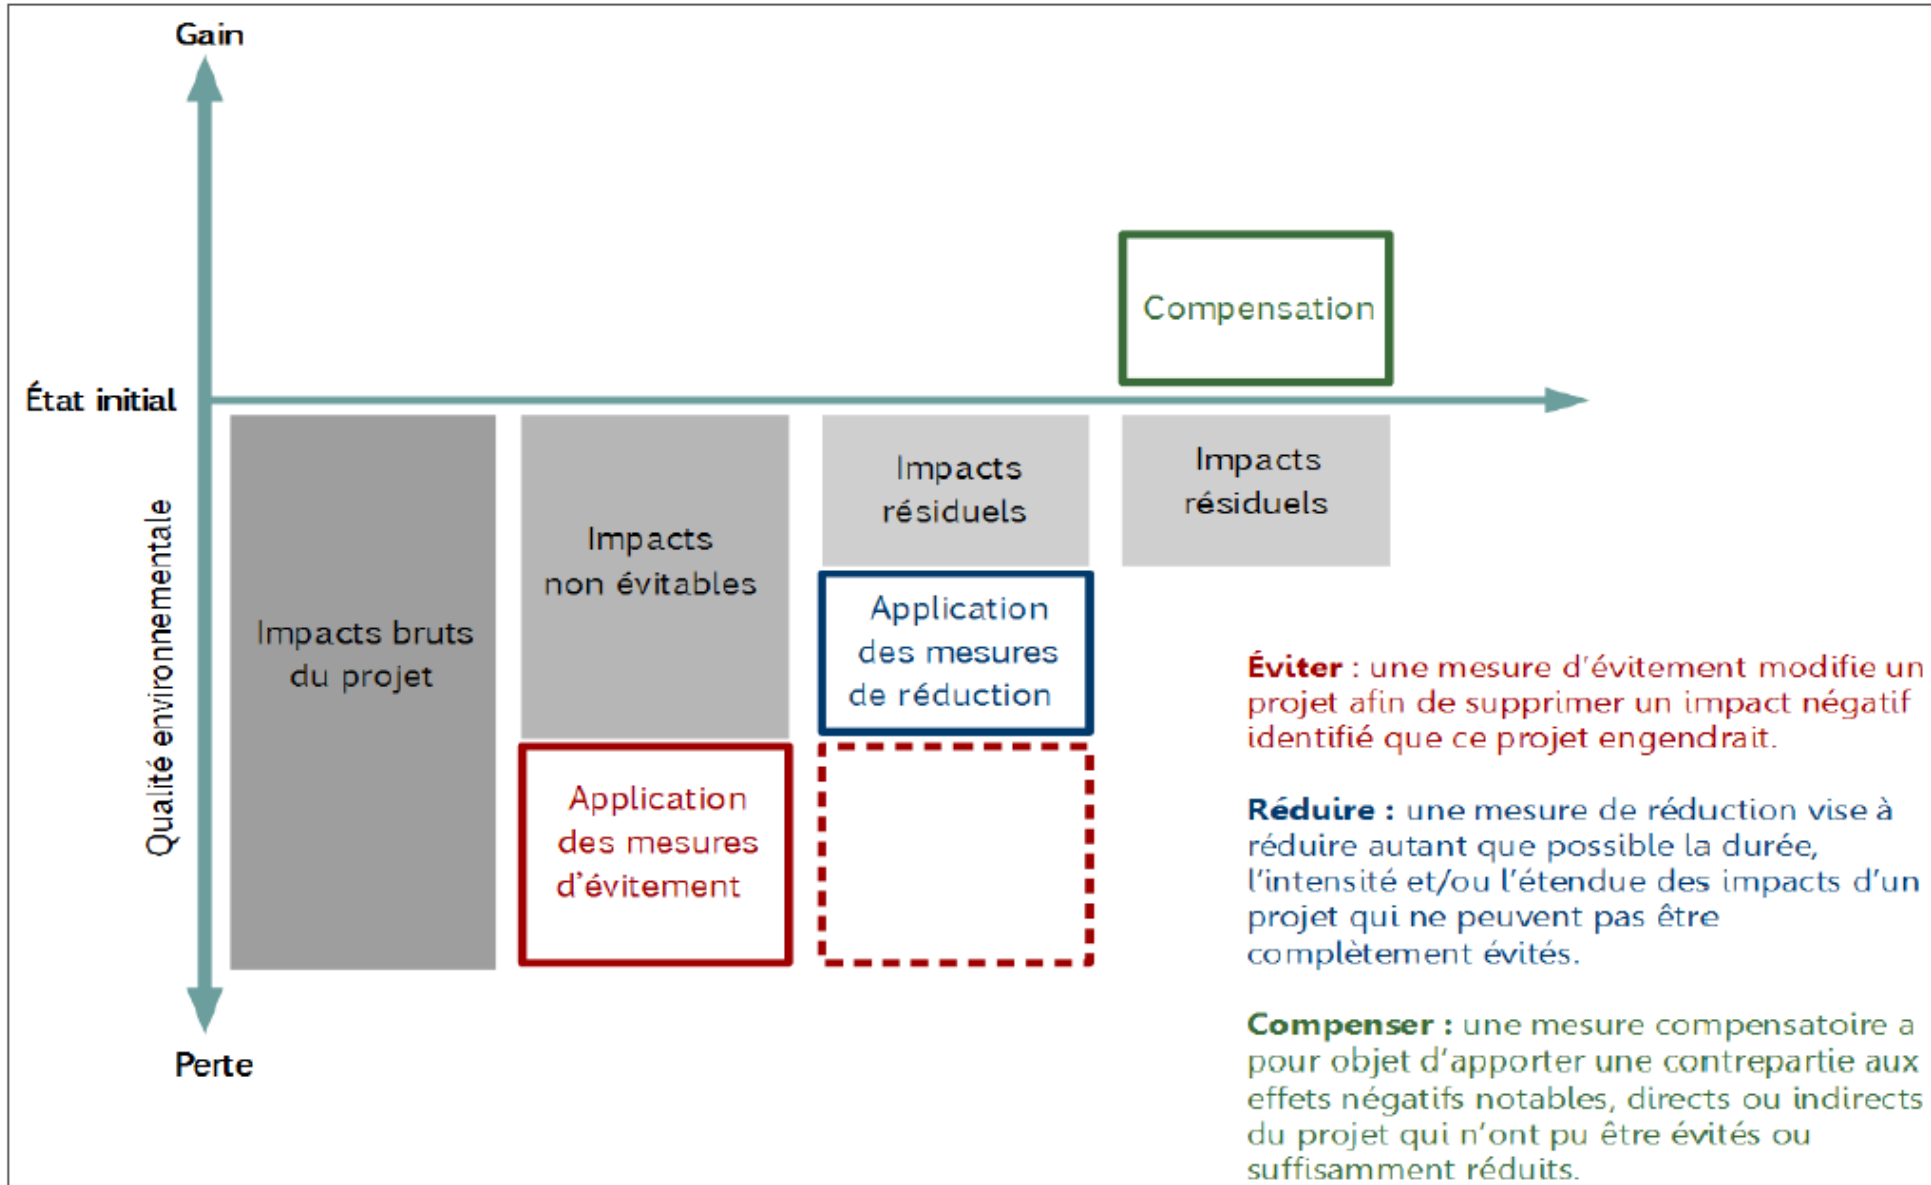 Gain
Compensation
État initial
Qualité environnementale
Impacts bruts
du projet
Impacts
non évitables
Application
des mesures
d'évitement
Impacts
résiduels
Application
des mesures
de réduction
Impacts
résiduels
Perte
Éviter : une mesure d'évitement modifie un
projet afin de supprimer un impact négatif
identifié que ce projet engendrait.
Réduire : une mesure de réduction vise à
réduire autant que possible la durée,
l'intensité et/ou l'étendue des impacts d'un
projet qui ne peuvent pas être
complètement évités.
Compenser : une mesure compensatoire a
pour objet d'apporter une contrepartie aux
effets négatifs notables, directs ou indirects
du projet qui n'ont pu être évités ou
suffisamment réduits.